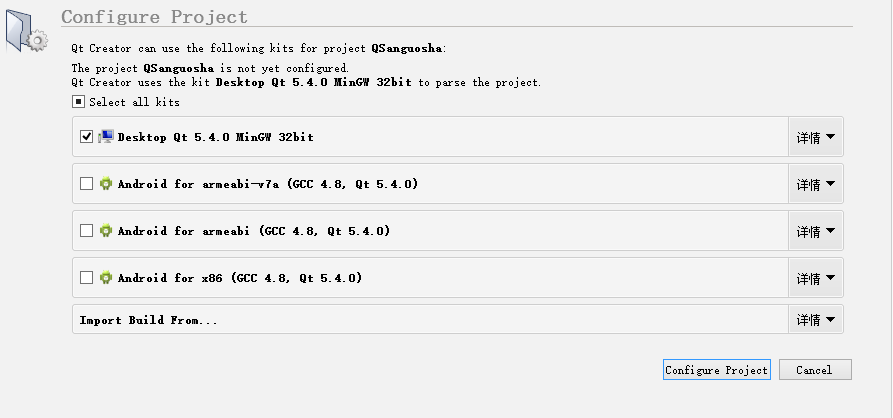 Configure Project
Qt Creator can use the following kits for project QSanguosha:
The project QSanguosha is not yet configured.
Qt Creator uses the kit Desktop Qt 5.4.0 MinGW 32bit to parse the project.
Select all kits
Desktop Qt 5.4.0 MinGW 32bit 详情
Android for armeabi-v7a (GCC 4.8, Qt 5.4.0) 详情
Android for armeabi (GCC 4.8, Qt 5.4.0) 详情
Android for x86 (GCC 4.8, Qt 5.4.0) 详情
Import Build From... 详情
Configure Project Cancel